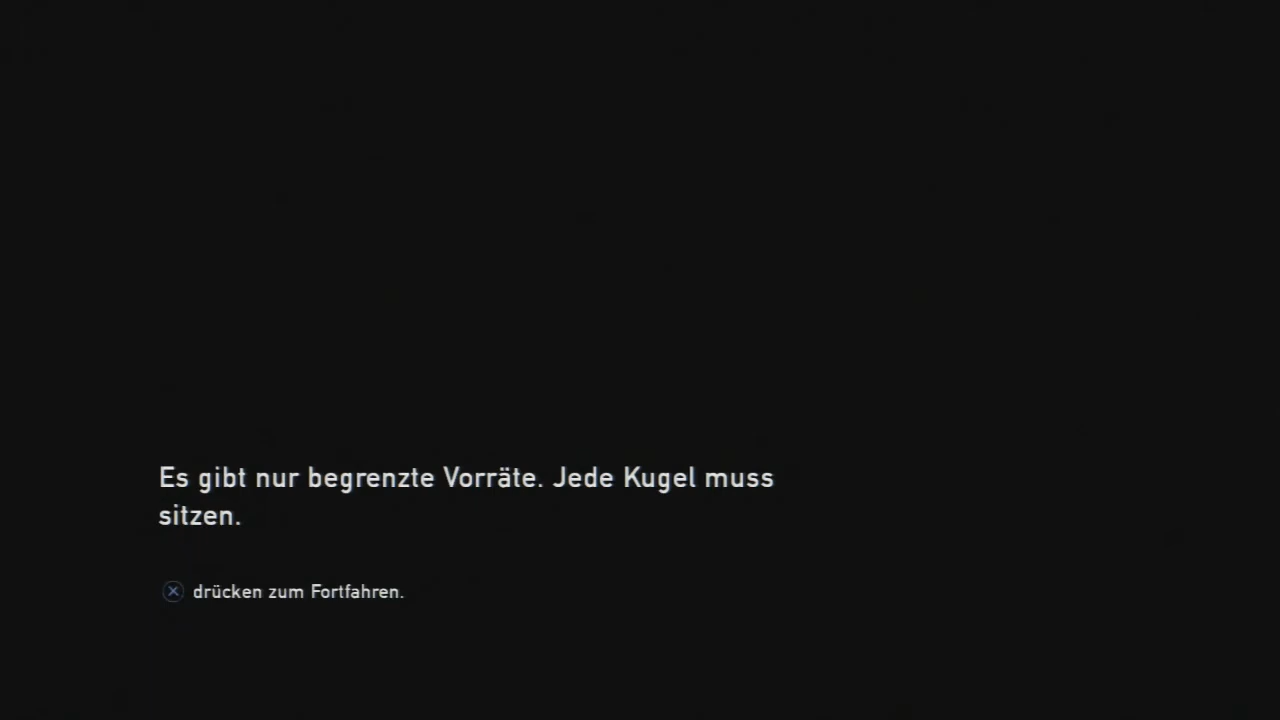 Es gibt nur begrenzte Vorräte. Jede Kugel muss
sitzen.
drücken zum Fortfahren.